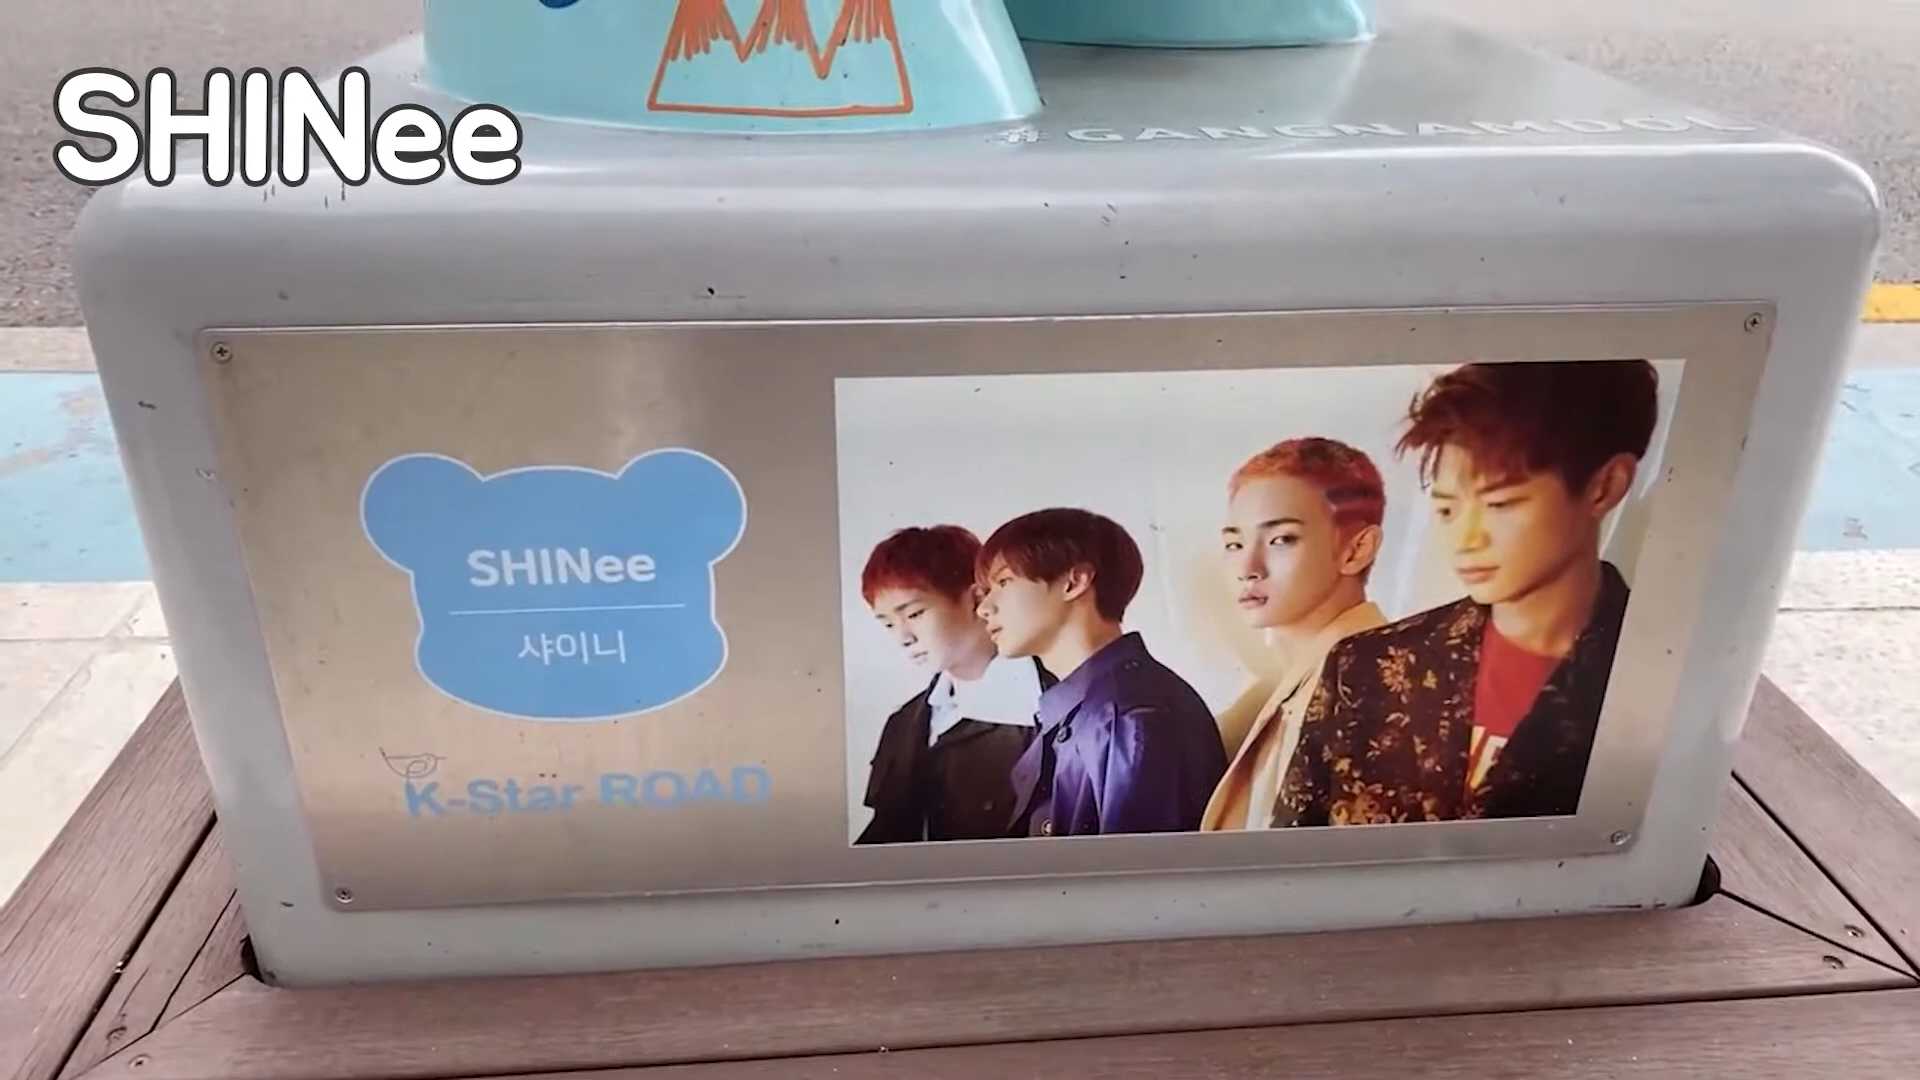 SHINee
#GANGNAMDOL
SHINee
샤이니
K-Star ROAD